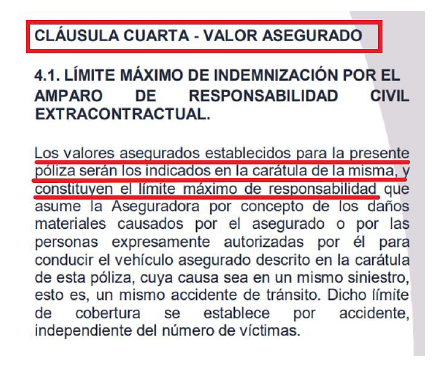 CLÁUSULA CUARTA - VALOR ASEGURADO
4.1. LÍMITE MÁXIMO DE INDEMNIZACIÓN POR EL
AMPARO DE RESPONSABILIDAD CIVIL
EXTRACONTRACTUAL.
Los valores asegurados establecidos para la presente
póliza serán los indicados en la carátula de la misma, y
constituyen el límite máximo de responsabilidad que
asume la Aseguradora por concepto de los daños
materiales causados por el asegurado o por las
personas expresamente autorizadas por él para
conducir el vehículo asegurado descrito en la carátula
de esta póliza, cuya causa sea en un mismo siniestro,
esto es, un mismo accidente de tránsito. Dicho límite
de cobertura se establece por accidente,
independiente del número de víctimas.